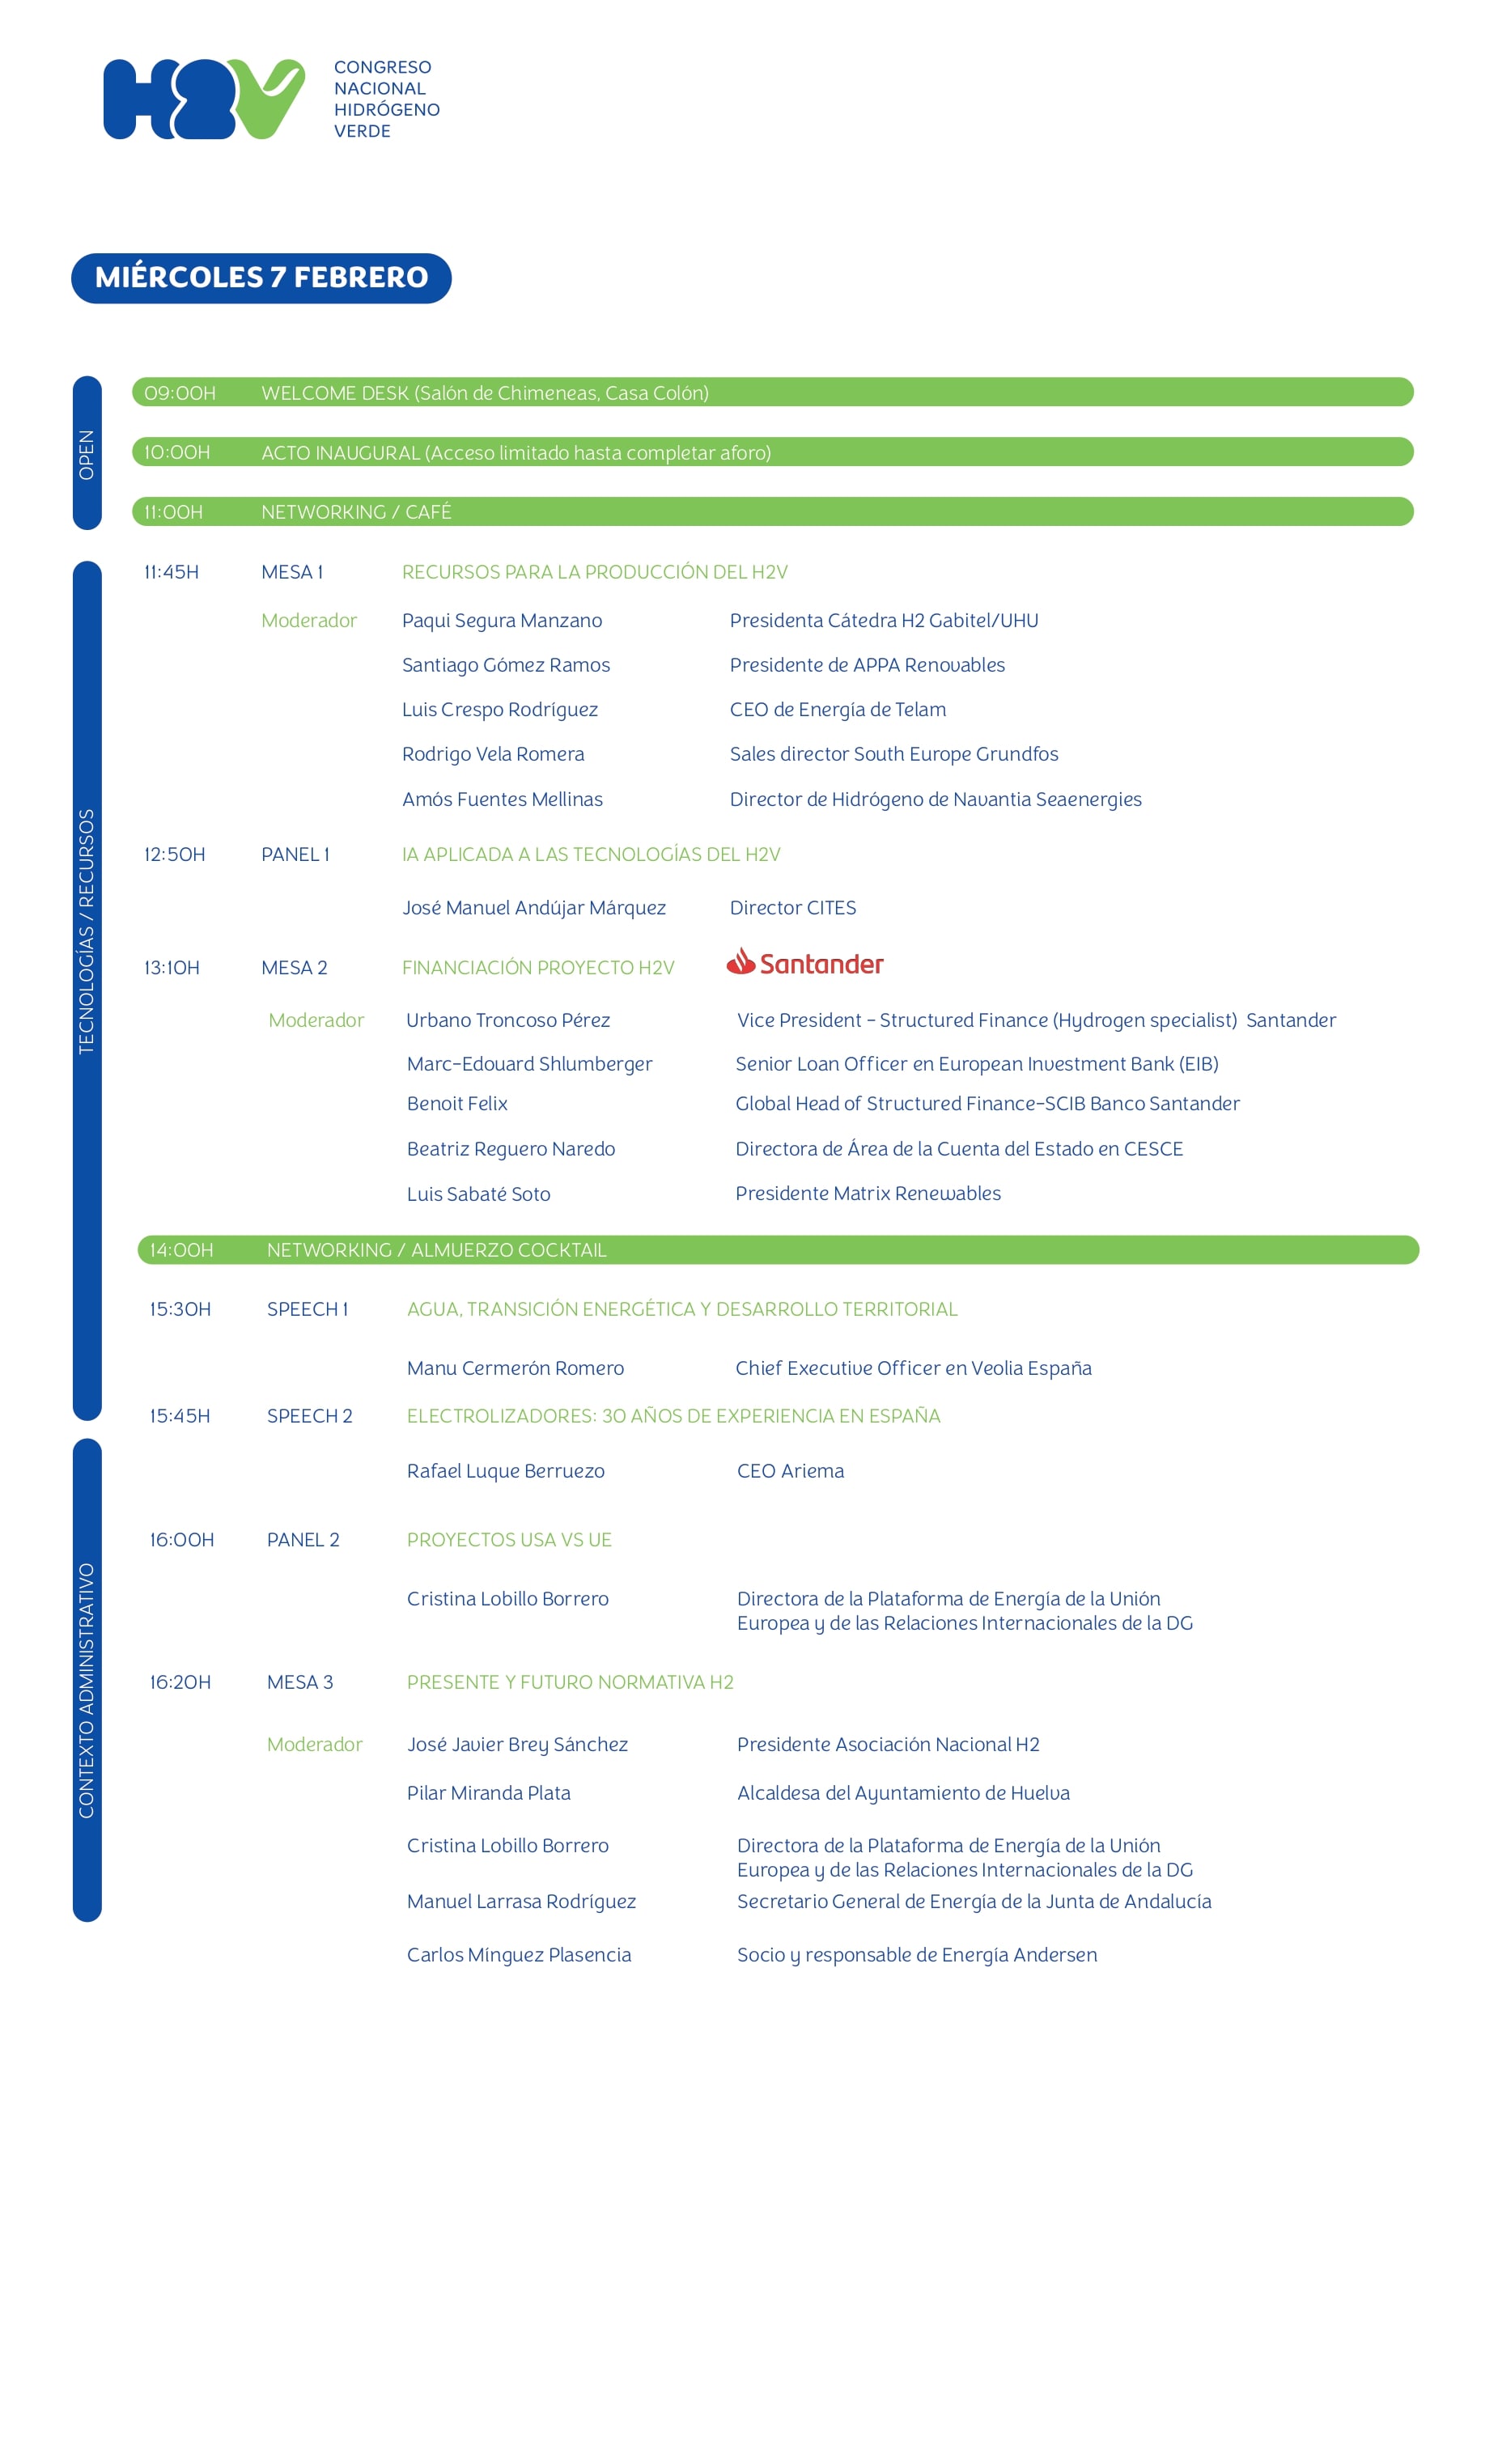 H2V
CONGRESO
NACIONAL
HIDRÓGENO
VERDE
MIÉRCOLES 7 FEBRERO
OPEN
09:00H WELCOME DESK (Salón de Chimeneas, Casa Colón)
10:00H ACTO INAUGURAL (Acceso limitado hasta completar aforo)
11:00H NETWORKING / CAFÉ
TECNOLOGÍAS / RECURSOS
11:45H MESA 1 RECURSOS PARA LA PRODUCCIÓN DEL H2V
Moderador Paqui Segura Manzano Presidenta Cátedra H2 Gabitel/UHU
Santiago Gómez Ramos Presidente de APPA Renovables
Luis Crespo Rodríguez CEO de Energía de Telam
Rodrigo Vela Romera Sales director South Europe Grundfos
Amós Fuentes Mellinas Director de Hidrógeno de Navantia Seaenergies
12:50H PANEL 1 IA APLICADA A LAS TECNOLOGÍAS DEL H2V
José Manuel Andújar Márquez Director CITES
13:10H MESA 2 FINANCIACIÓN PROYECTO H2V Santander
Moderador Urbano Troncoso Pérez Vice President - Structured Finance (Hydrogen specialist) Santander
Marc-Edouard Shlumberger Senior Loan Officer en European Investment Bank (EIB)
Benoit Felix Global Head of Structured Finance-SCIB Banco Santander
Beatriz Reguero Naredo Directora de Área de la Cuenta del Estado en CESCE
Luis Sabaté Soto Presidente Matrix Renewables
14:00H NETWORKING / ALMUERZO COCKTAIL
15:30H SPEECH 1 AGUA, TRANSICIÓN ENERGÉTICA Y DESARROLLO TERRITORIAL
Manu Cermerón Romero Chief Executive Officer en Veolia España
15:45H SPEECH 2 ELECTROLIZADORES: 30 AÑOS DE EXPERIENCIA EN ESPAÑA
Rafael Luque Berruezo CEO Ariema
CONTEXTO ADMINISTRATIVO
16:00H PANEL 2 PROYECTOS USA VS UE
Cristina Lobillo Borrero Directora de la Plataforma de Energía de la Unión
Europea y de las Relaciones Internacionales de la DG
16:20H MESA 3 PRESENTE Y FUTURO NORMATIVA H2
Moderador José Javier Brey Sánchez Presidente Asociación Nacional H2
Pilar Miranda Plata Alcaldesa del Ayuntamiento de Huelva
Cristina Lobillo Borrero Directora de la Plataforma de Energía de la Unión
Europea y de las Relaciones Internacionales de la DG
Manuel Larrasa Rodríguez Secretario General de Energía de la Junta de Andalucía
Carlos Mínguez Plasencia Socio y responsable de Energía Andersen